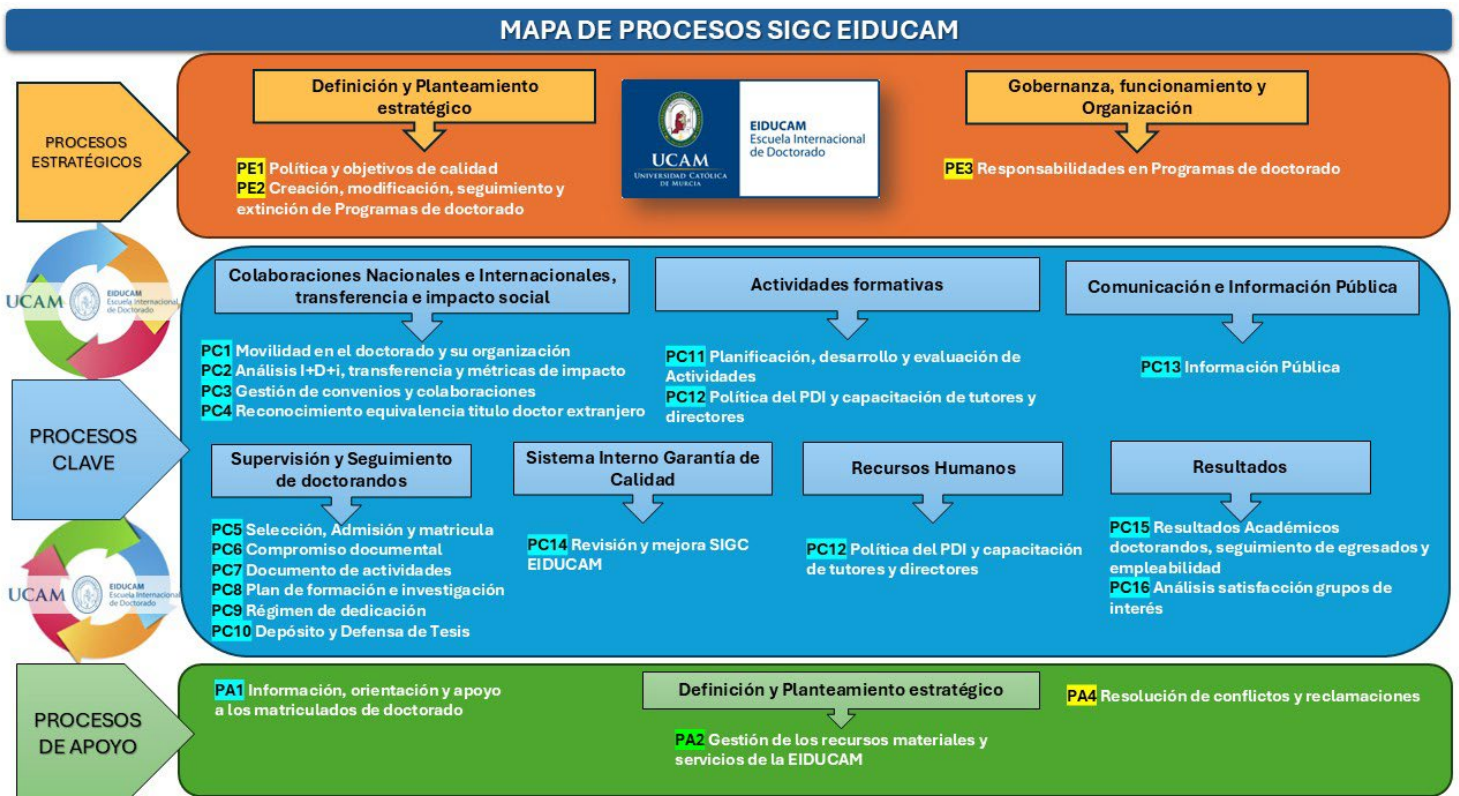 MAPA DE PROCESOS SIGC EIDUCAM
PROCESOS
ESTRATÉGICOS
Definición y Planteamiento
estratégico
PE1 Política y objetivos de calidad
PE2 Creación, modificación, seguimiento y
extinción de Programas de doctorado
UCAM
UNIVERSIDAD CATÓLICA
DE MURCIA
EIDUCAM
Escuela Internacional
de Doctorado
Gobernanza, funcionamiento y
Organización
PE3 Responsabilidades en Programas de doctorado
UCAM
EIDUCAM
Escuela Internacional
de Doctorado
PROCESOS
CLAVE
Colaboraciones Nacionales e Internacionales,
transferencia e impacto social
PC1 Movilidad en el doctorado y su organización
PC2 Análisis I+D+i, transferencia y métricas de impacto
PC3 Gestión de convenios y colaboraciones
PC4 Reconocimiento equivalencia titulo doctor extranjero
Actividades formativas
PC11 Planificación, desarrollo y evaluación de
Actividades
PC12 Política del PDI y capacitación de tutores y
directores
Comunicación e Información Pública
PC13 Información Pública
Supervisión y Seguimiento
de doctorandos
PC5 Selección, Admisión y matricula
PC6 Compromiso documental
PC7 Documento de actividades
PC8 Plan de formación e investigación
PC9 Régimen de dedicación
PC10 Depósito y Defensa de Tesis
Sistema Interno Garantía de
Calidad
PC14 Revisión y mejora SIGC
EIDUCAM
Recursos Humanos
PC12 Política del PDI y capacitación
de tutores y directores
Resultados
PC15 Resultados Académicos
doctorandos, seguimiento de egresados y
empleabilidad
PC16 Análisis satisfacción grupos de
interés
UCAM
EIDUCAM
Escuela Internacional
de Doctorado
PROCESOS
DE APOYO
PA1 Información, orientación y apoyo
a los matriculados de doctorado
Definición y Planteamiento estratégico
PA2 Gestión de los recursos materiales y
servicios de la EIDUCAM
PA4 Resolución de conflictos y reclamaciones